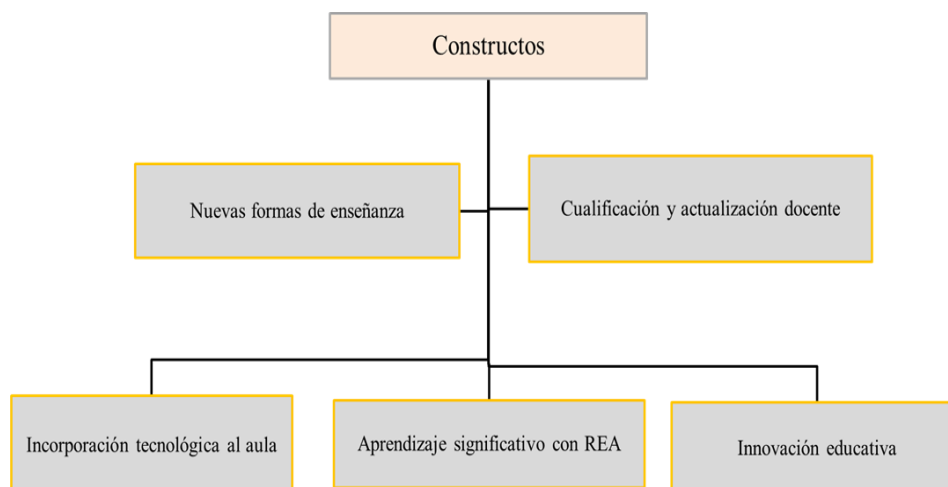 Constructos
Nuevas formas de enseñanza
Cualificación y actualización docente
Incorporación tecnológica al aula
Aprendizaje significativo con REA
Innovación educativa